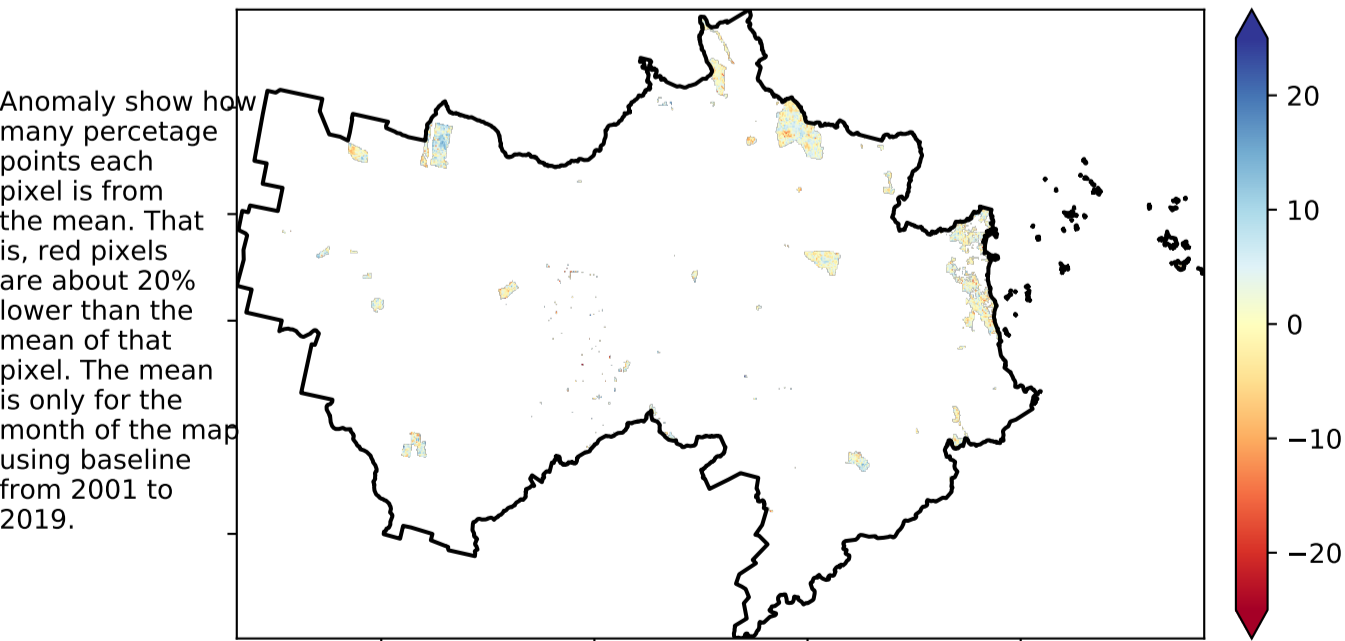 Anomaly show how
many percetage
points each
pixel is from
the mean. That
is, red pixels
are about 20%
lower than the
mean of that
pixel. The mean
is only for the
month of the map
using baseline
from 2001 to
2019.
20
10
0
−10
−20